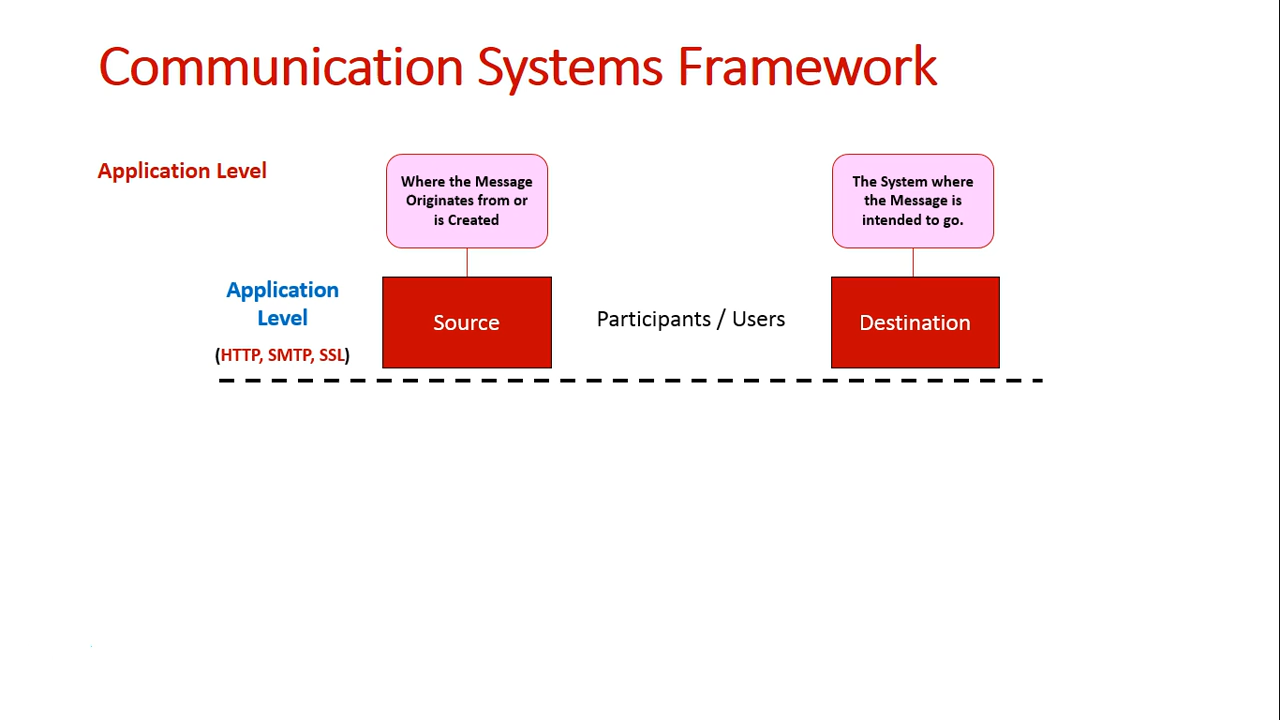 Communication Systems Framework
Application Level
Where the Message
Originates from or
is Created
The System where
the Message is
intended to go.
Application
Level
(HTTP, SMTP, SSL)
Source
Participants / Users
Destination